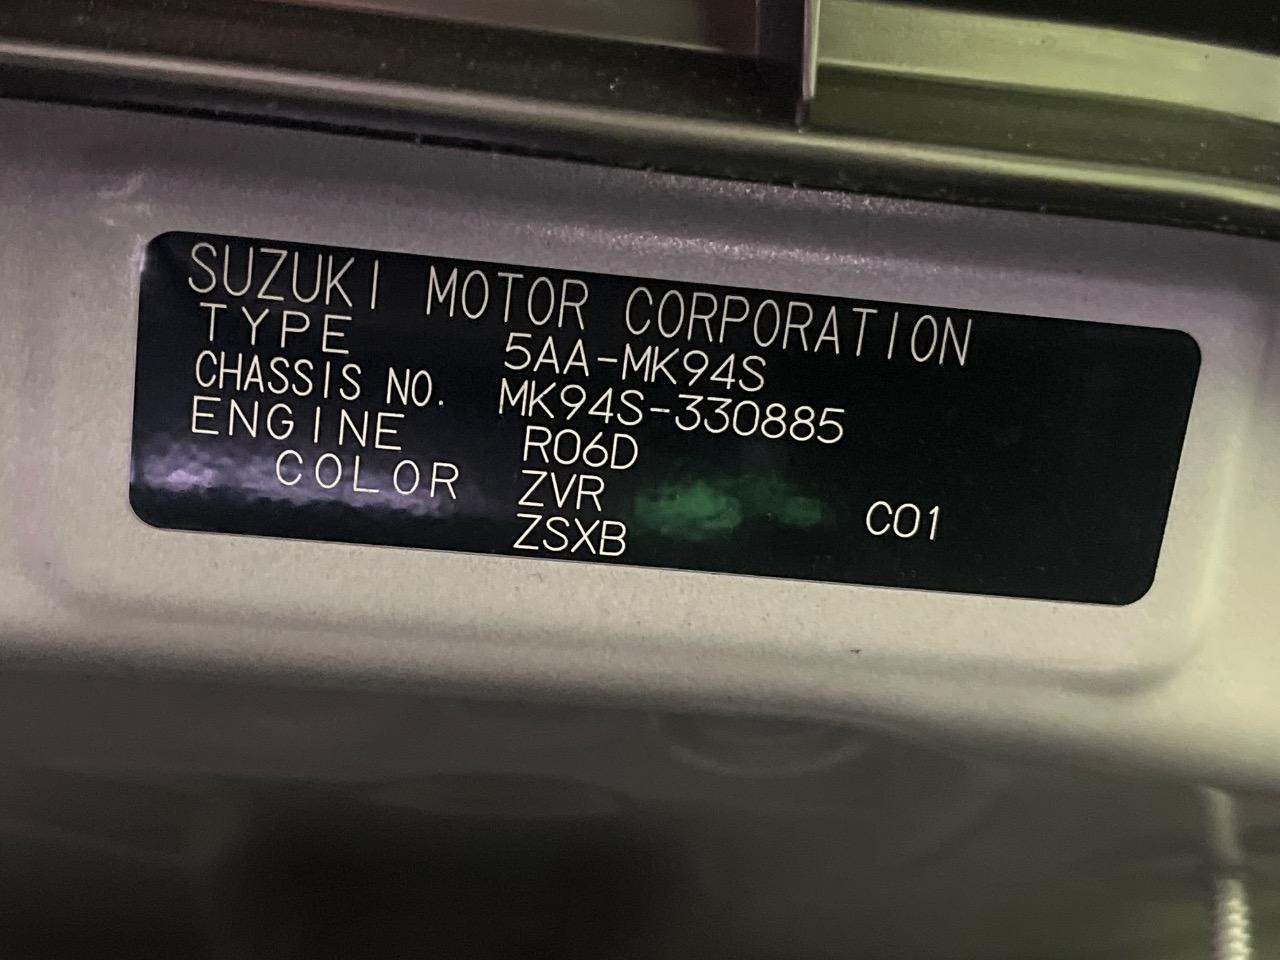 SUZUKI MOTOR CORPORATION
TYPE 5AA-MK94S
CHASSIS NO. MK94S-330885
ENGINE R06D
COLOR ZVR C01
ZSXB